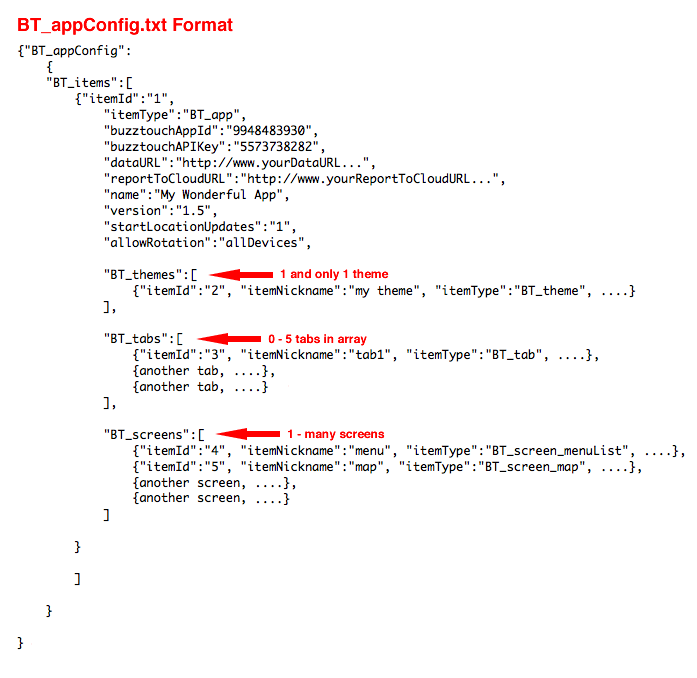 BT_appConfig.txt Format
{"BT_appConfig":
{
"BT_items":[
{"itemId":"1",
"itemType":"BT_app",
"buzztouchAppId":"9948483930",
"buzztouchAPIKey":"5573738282",
"dataURL":"http://www.yourDataURL...",
"reportToCloudURL":"http://www.yourReportToCloudURL...",
"name":"My Wonderful App",
"version":"1.5",
"startLocationUpdates":"1",
"allowRotation":"allDevices",
"BT_themes":[ 1 and only 1 theme
{"itemId":"2", "itemNickname":"my theme", "itemType":"BT_theme", ....}
],
"BT_tabs":[ 0 - 5 tabs in array
{"itemId":"3", "itemNickname":"tab1", "itemType":"BT_tab", ....},
{another tab, ....},
{another tab, ....}
],
"BT_screens":[ 1 - many screens
{"itemId":"4", "itemNickname":"menu", "itemType":"BT_screen_menuList", ....},
{"itemId":"5", "itemNickname":"map", "itemType":"BT_screen_map", ....},
{another screen, ....},
{another screen, ....}
]
}
]
}
}